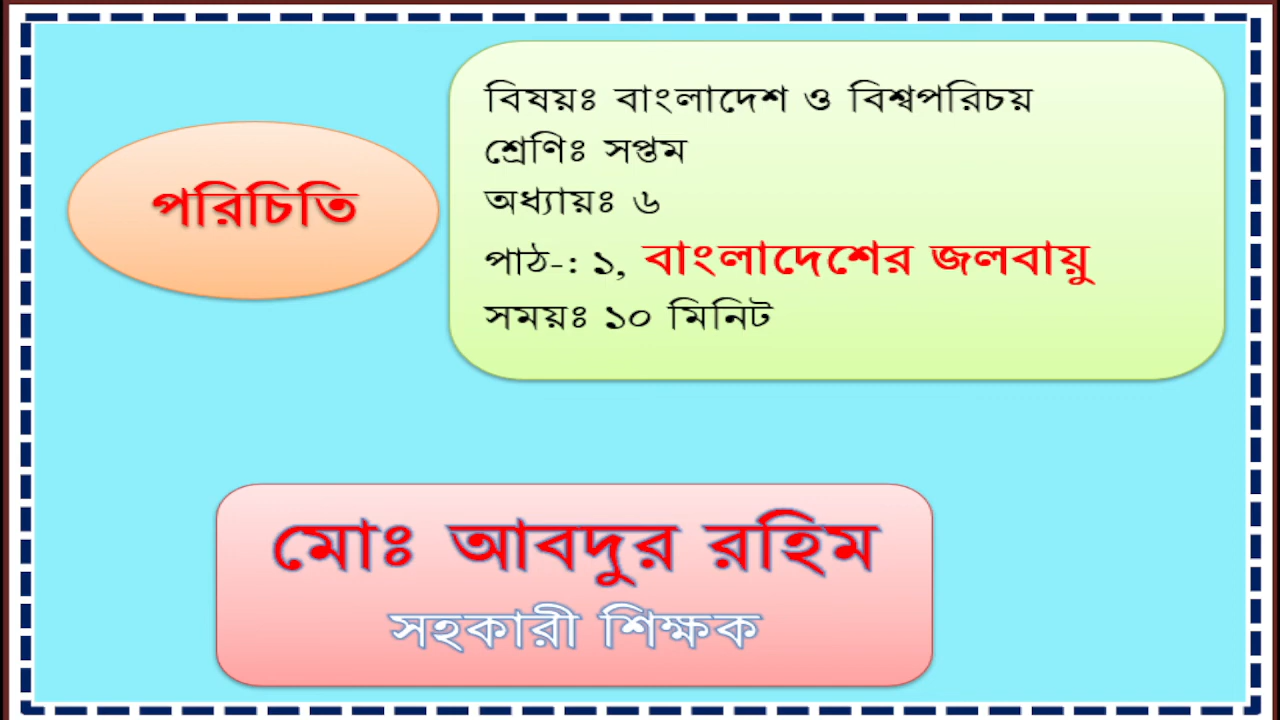 পরিচিতি
বিষয়ঃ বাংলাদেশ ও বিশ্বপরিচয়
শ্রেণিঃ সপ্তম
অধ্যায়ঃ ৬
পাঠ-: ১, বাংলাদেশের জলবায়ু
সময়ঃ ১০ মিনিট
মোঃ আবদুর রহিম
সহকারী শিক্ষক